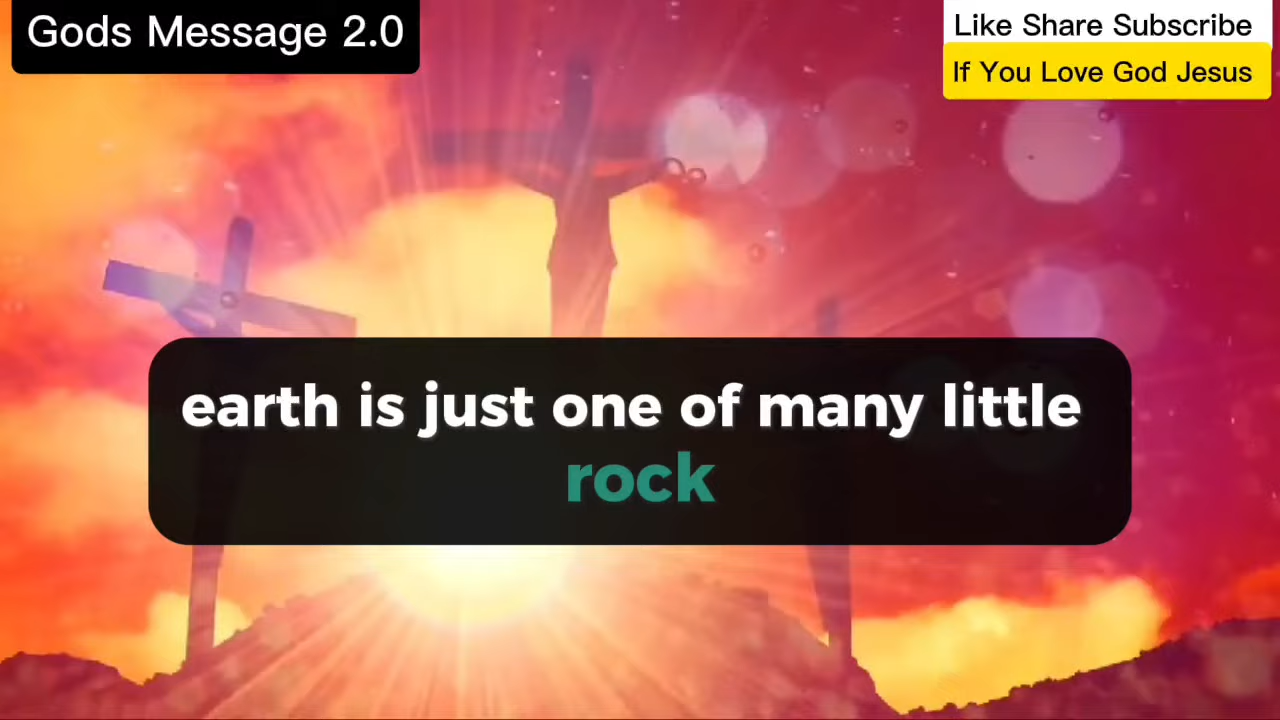 Gods Message 2.0
Like Share Subscribe
If You Love God Jesus
earth is just one of many little
rock